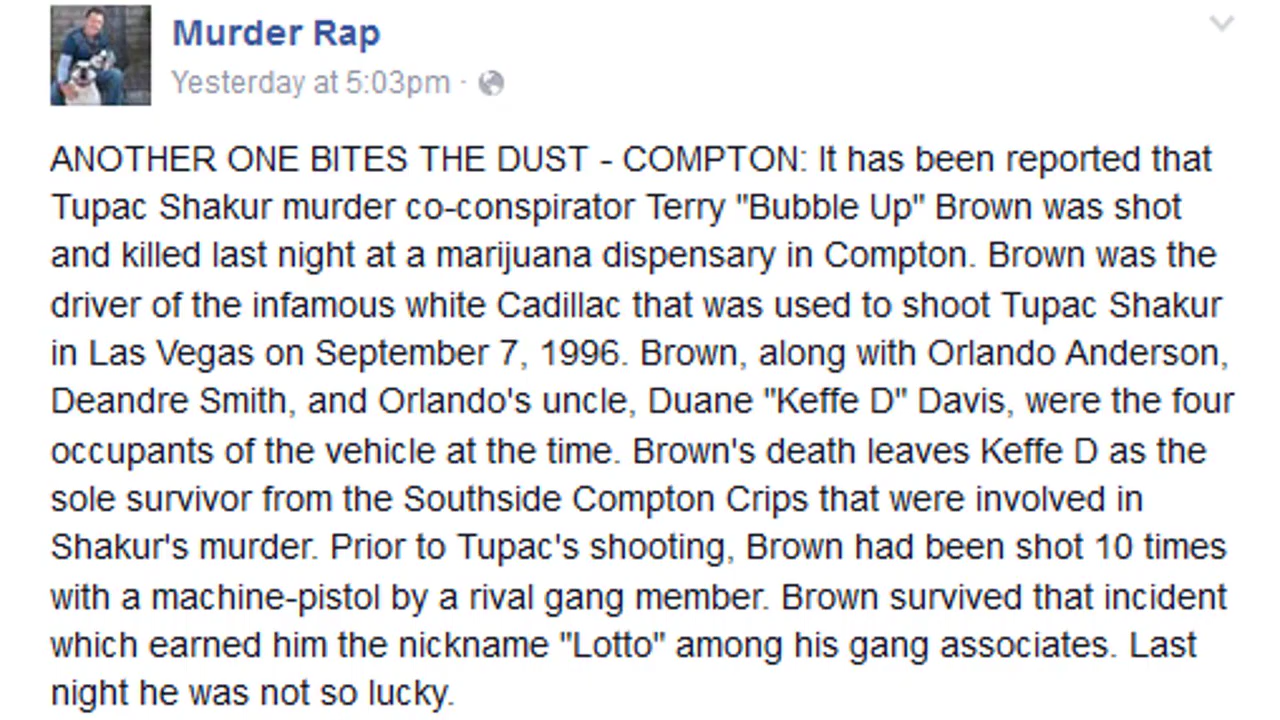 Murder Rap
Yesterday at 5:03pm ·
ANOTHER ONE BITES THE DUST - COMPTON: It has been reported that
Tupac Shakur murder co-conspirator Terry "Bubble Up" Brown was shot
and killed last night at a marijuana dispensary in Compton. Brown was the
driver of the infamous white Cadillac that was used to shoot Tupac Shakur
in Las Vegas on September 7, 1996. Brown, along with Orlando Anderson,
Deandre Smith, and Orlando's uncle, Duane "Keffe D" Davis, were the four
occupants of the vehicle at the time. Brown's death leaves Keffe D as the
sole survivor from the Southside Compton Crips that were involved in
Shakur's murder. Prior to Tupac's shooting, Brown had been shot 10 times
with a machine-pistol by a rival gang member. Brown survived that incident
which earned him the nickname "Lotto" among his gang associates. Last
night he was not so lucky.